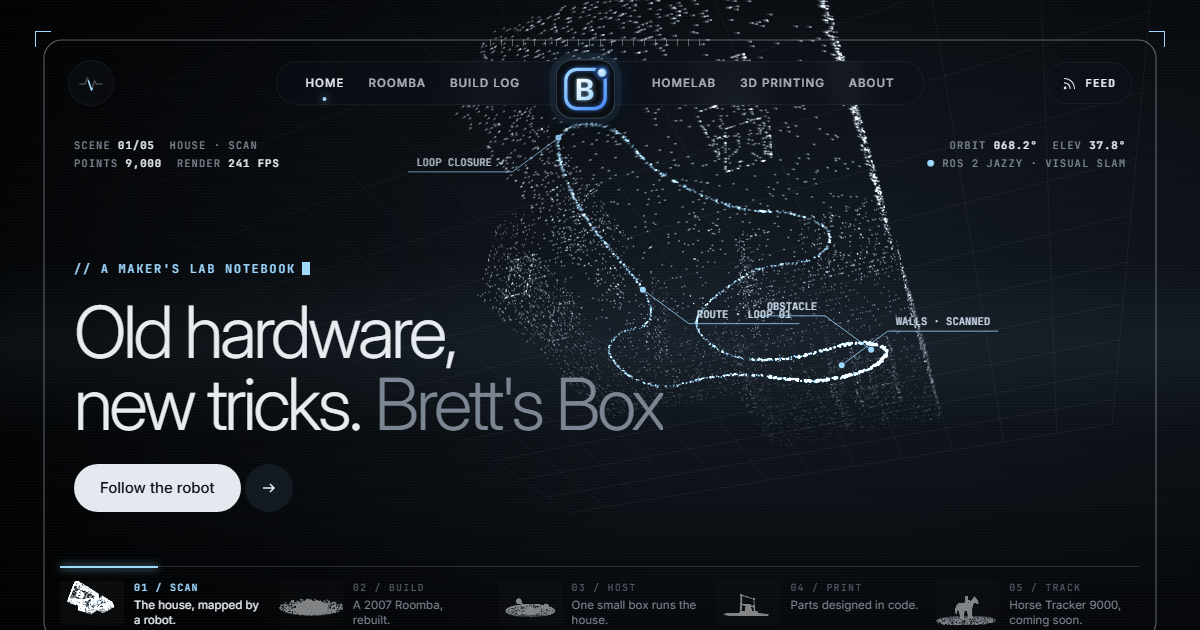 HOME ROOMBA BUILD LOG B HOMELAB 3D PRINTING ABOUT FEED
SCENE 01/05 HOUSE · SCAN
POINTS 9,000 RENDER 241 FPS
ORBIT 068.2° ELEV 37.8°
ROS 2 JAZZY · VISUAL SLAM
LOOP CLOSURE
// A MAKER'S LAB NOTEBOOK
OBSTACLE
ROUTE · LOOP 01
WALLS · SCANNED
Old hardware,
new tricks. Brett's Box
Follow the robot →
01 / SCAN
The house, mapped by
a robot.
02 / BUILD
A 2007 Roomba,
rebuilt.
03 / HOST
One small box runs the
house.
04 / PRINT
Parts designed in code.
05 / TRACK
Horse Tracker 9000,
coming soon.